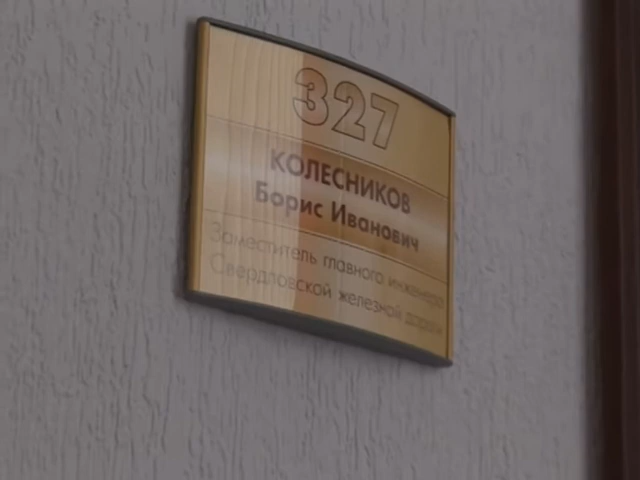 327
КОЛЕСНИКОВ
Борис Иванович
Заместитель главного инженера
Свердловской железной дороги